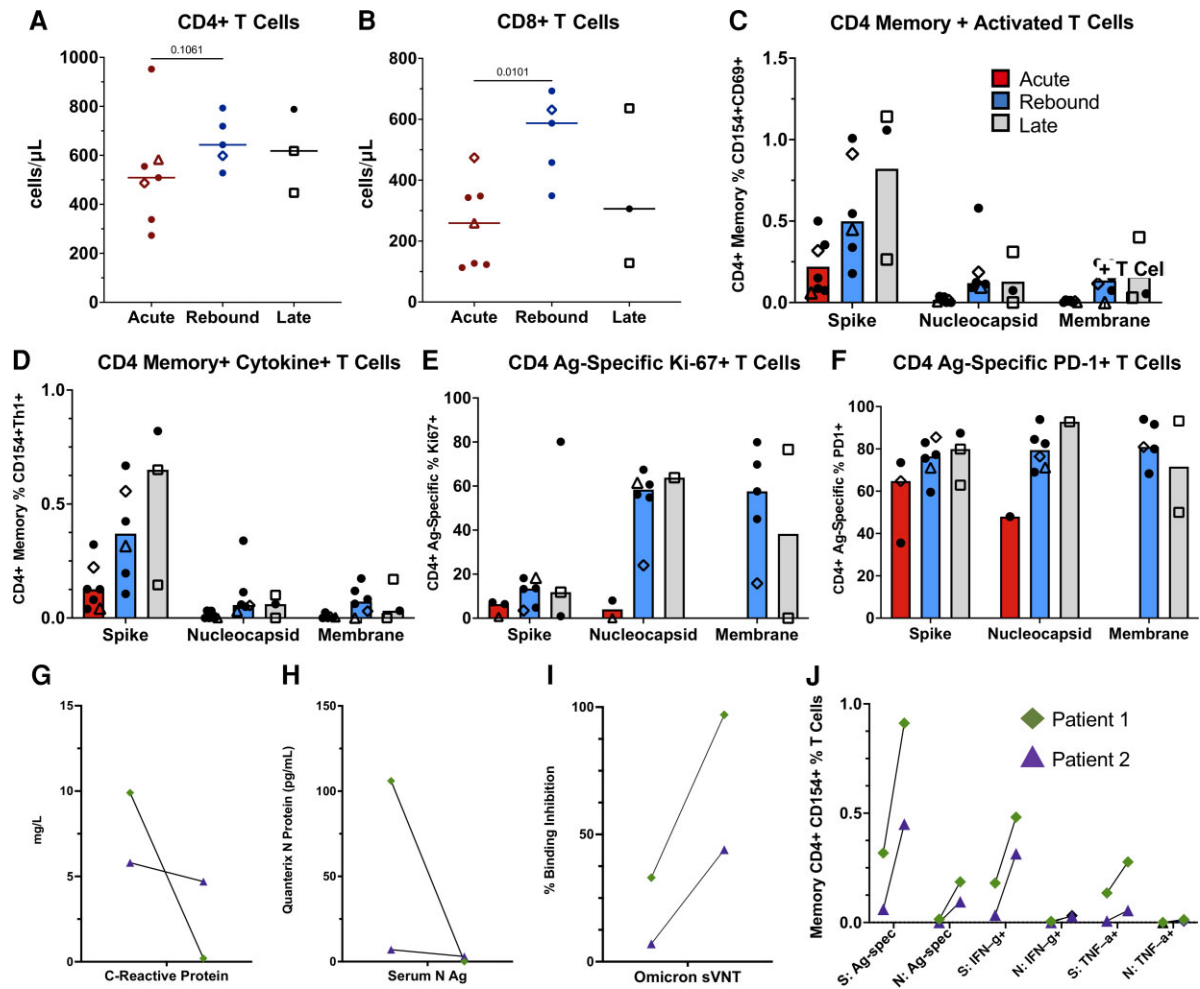 A
CD4+ T Cells
cells/µL
1000
800
600
400
200
0
0.1061
Acute
Rebound
Late
B
CD8+ T Cells
cells/µL
800
600
400
200
0
0.0101
Acute
Rebound
Late
C
CD4 Memory + Activated T Cells
CD4+ Memory % CD154+CD69+
1.5
1.0
0.5
0.0
Acute
Rebound
Late
+ T Cel
Spike
Nucleocapsid
Membrane
D
CD4 Memory+ Cytokine+ T Cells
CD4+ Memory % CD154+Th1+
1.0
0.5
0.0
Spike
Nucleocapsid
Membrane
E
CD4 Ag-Specific Ki-67+ T Cells
CD4+ Ag-Specific % Ki67+
100
80
60
40
20
0
Spike
Nucleocapsid
Membrane
F
CD4 Ag-Specific PD-1+ T Cells
CD4+ Ag-Specific % PD1+
100
80
60
40
20
0
Spike
Nucleocapsid
Membrane
G
mg/L
15
10
5
0
C-Reactive Protein
H
Quanterix N Protein (pg/mL)
150
100
50
0
Serum N Ag
I
% Binding Inhibition
100
50
0
Omicron sVNT
J
Memory CD4+ CD154+ % T Cells
1.0
0.5
0.0
Patient 1
Patient 2
S: Ag-spec
N: Ag-spec
S: IFN-g+
N: IFN-g+
S: TNF-a+
N: TNF-a+